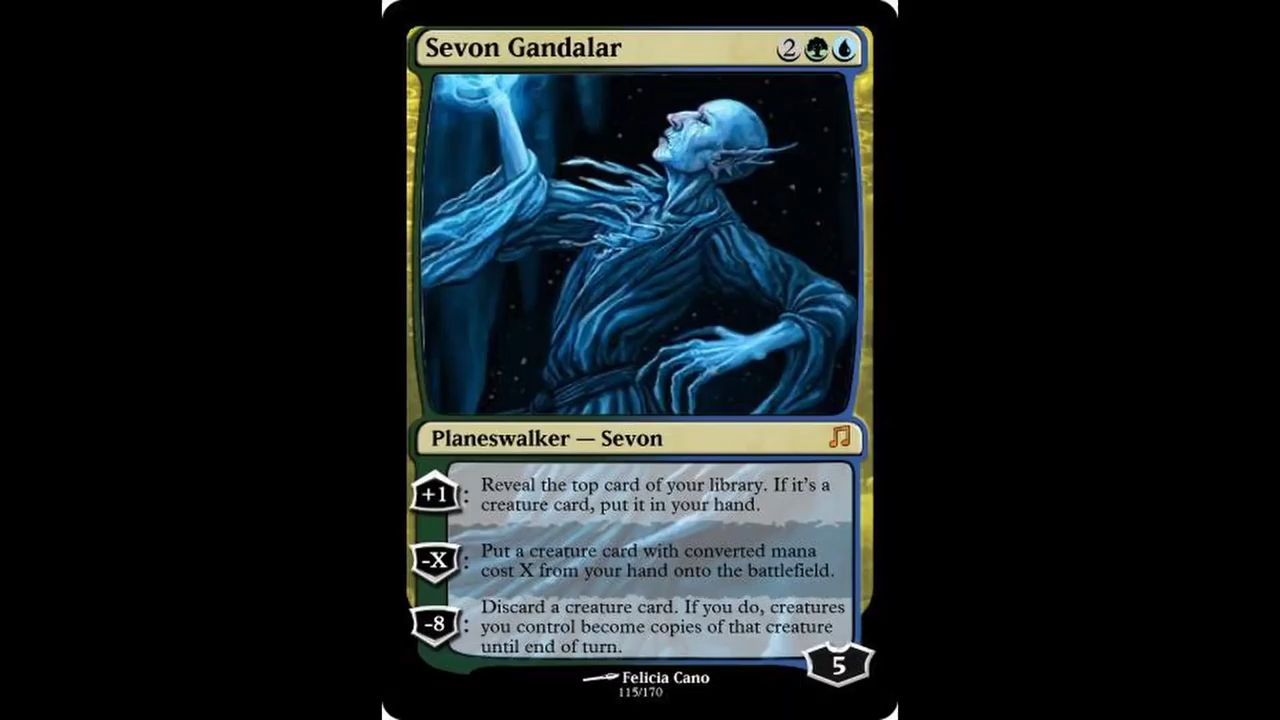 Sevon Gandalar 2
Planeswalker — Sevon
+1: Reveal the top card of your library. If it's a
creature card, put it in your hand.
-X: Put a creature card with converted mana
cost X from your hand onto the battlefield.
-8: Discard a creature card. If you do, creatures
you control become copies of that creature
until end of turn.
5
Felicia Cano
115/170